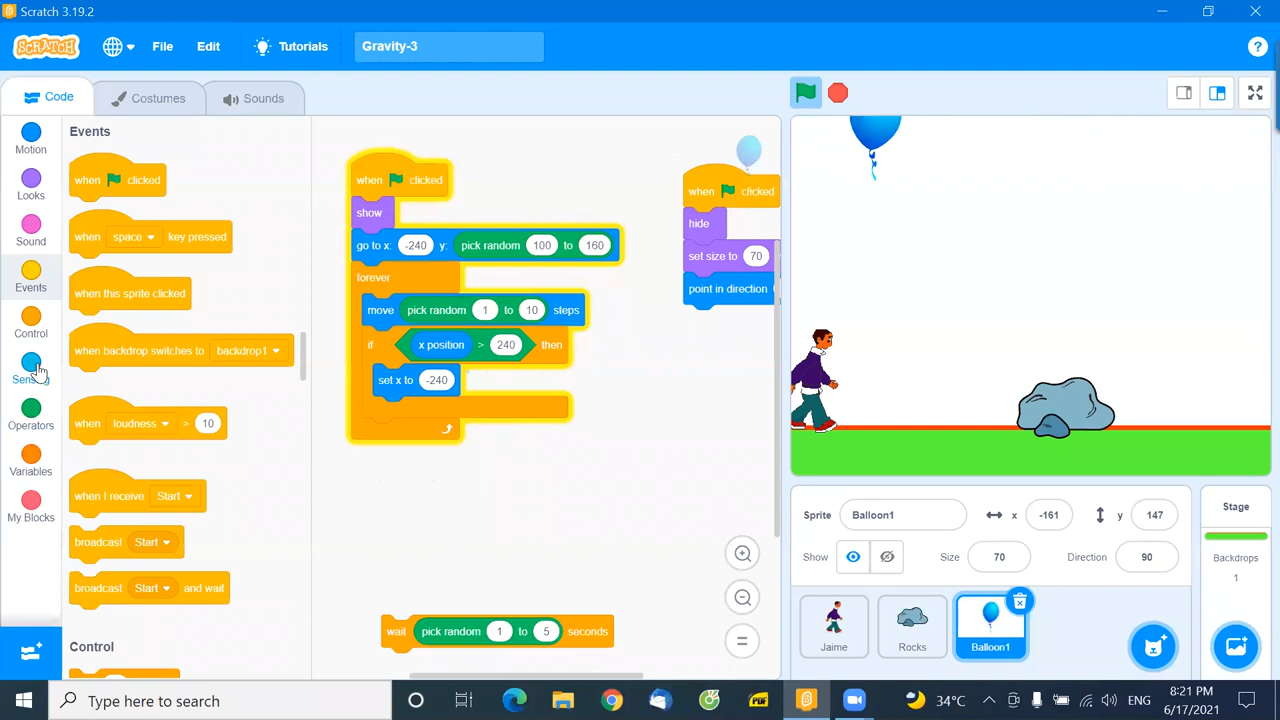 Scratch 3.19.2
SCRATCH
File
Edit
Tutorials
Gravity-3
?
Code
Costumes
Sounds
Motion
Looks
Sound
Events
Control
Sensing
Operators
Variables
My Blocks
Events
when clicked
when space key pressed
when this sprite clicked
when backdrop switches to backdrop1
when loudness > 10
when I receive Start
broadcast Start
broadcast Start and wait
Control
when clicked
show
go to x: -240 y: pick random 100 to 160
forever
move pick random 1 to 10 steps
if x position > 240 then
set x to -240
wait pick random 1 to 5 seconds
when clicked
hide
set size to 70
point in direction
Sprite Balloon1 x -161 y 147
Show Size 70 Direction 90
Jaime
Rocks
Balloon1
Stage
Backdrops
1
Type here to search
PDF
34°C
ENG
8:21 PM
6/17/2021